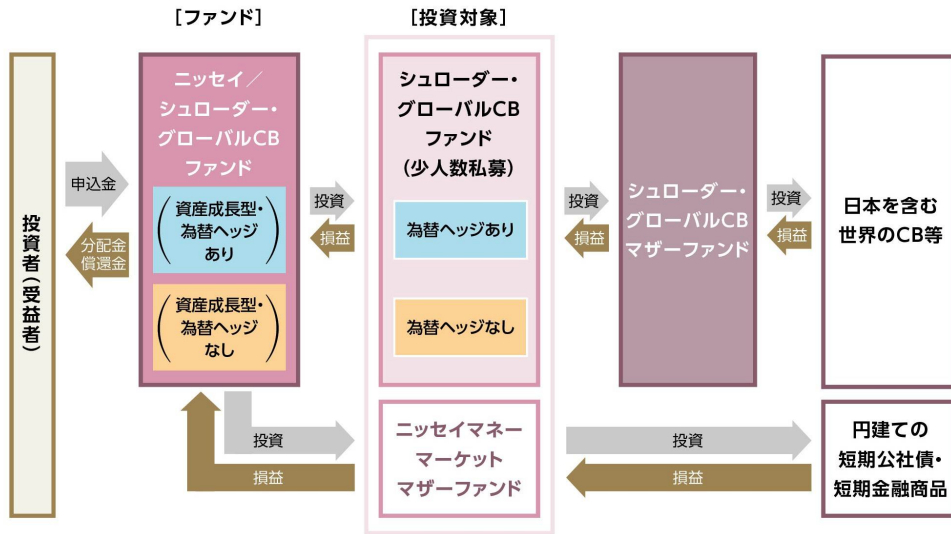 [ファンド]
[投資対象]
投資者(受益者)
申込金
分配金
償還金
ニッセイ/
シュローダー・
グローバルCB
ファンド
(資産成長型・
為替ヘッジ
あり)
(資産成長型・
為替ヘッジ
なし)
投資
損益
シュローダー・
グローバルCB
ファンド
(少人数私募)
為替ヘッジあり
為替ヘッジなし
投資
損益
シュローダー・
グローバルCB
マザーファンド
投資
損益
日本を含む
世界のCB等
投資
損益
ニッセイマネー
マーケット
マザーファンド
投資
損益
円建ての
短期公社債・
短期金融商品